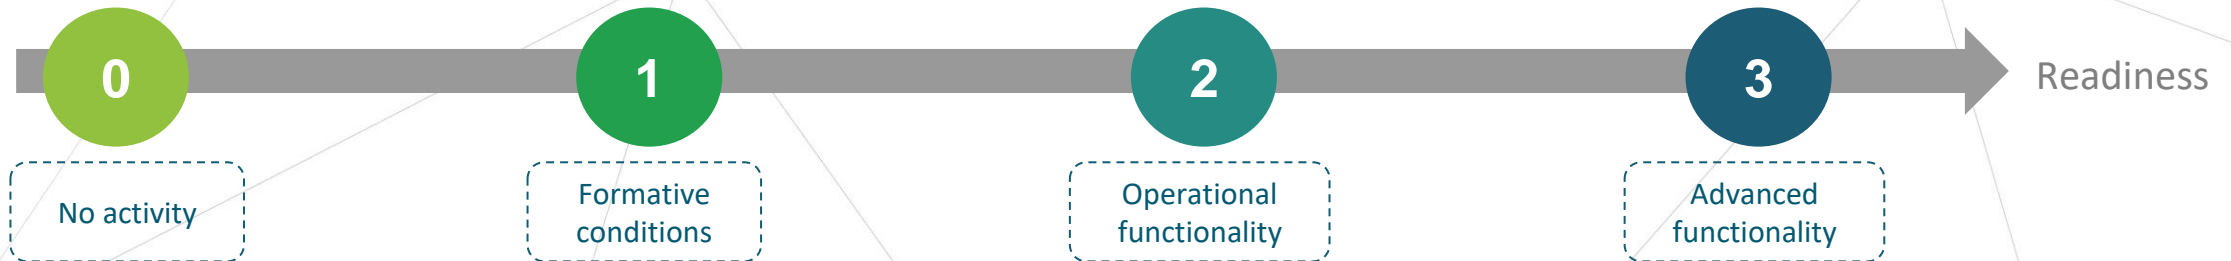 0
1
2
3
Readiness
No activity
Formative
conditions
Operational
functionality
Advanced
functionality